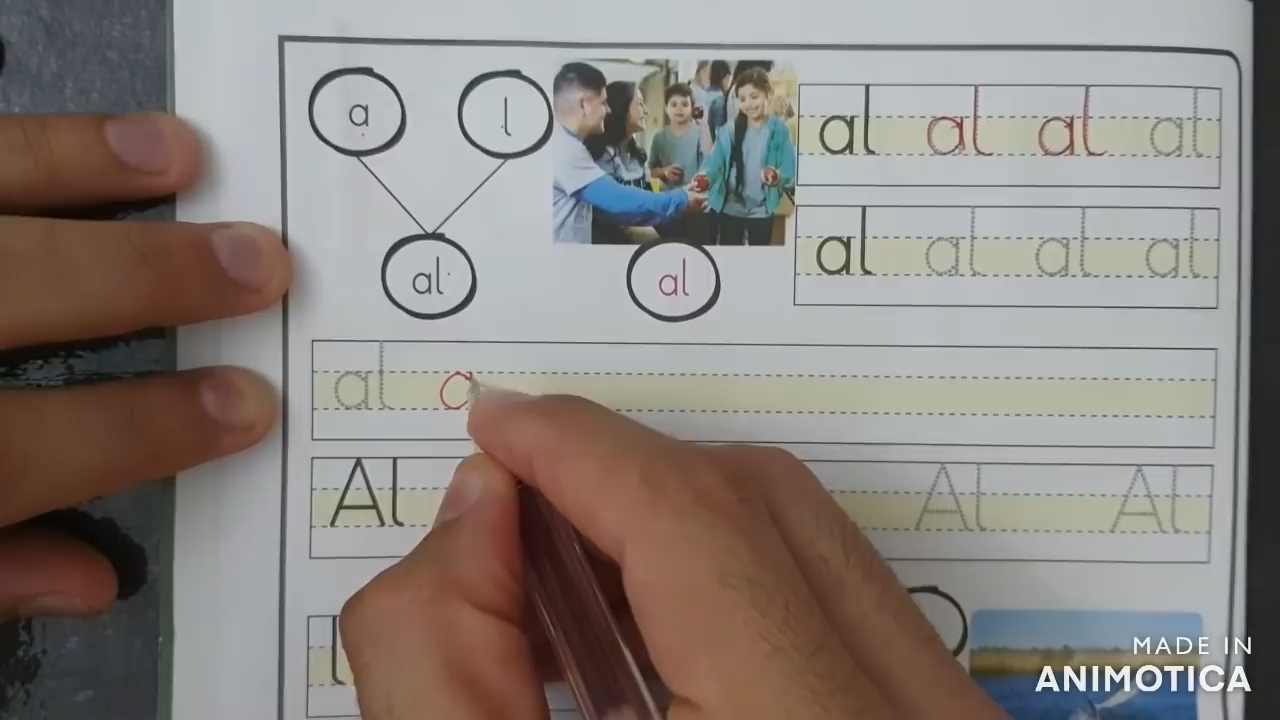 a l
al al
al al al al
al al al al
al a
Al Al Al
l
MADE IN
ANIMOTICA